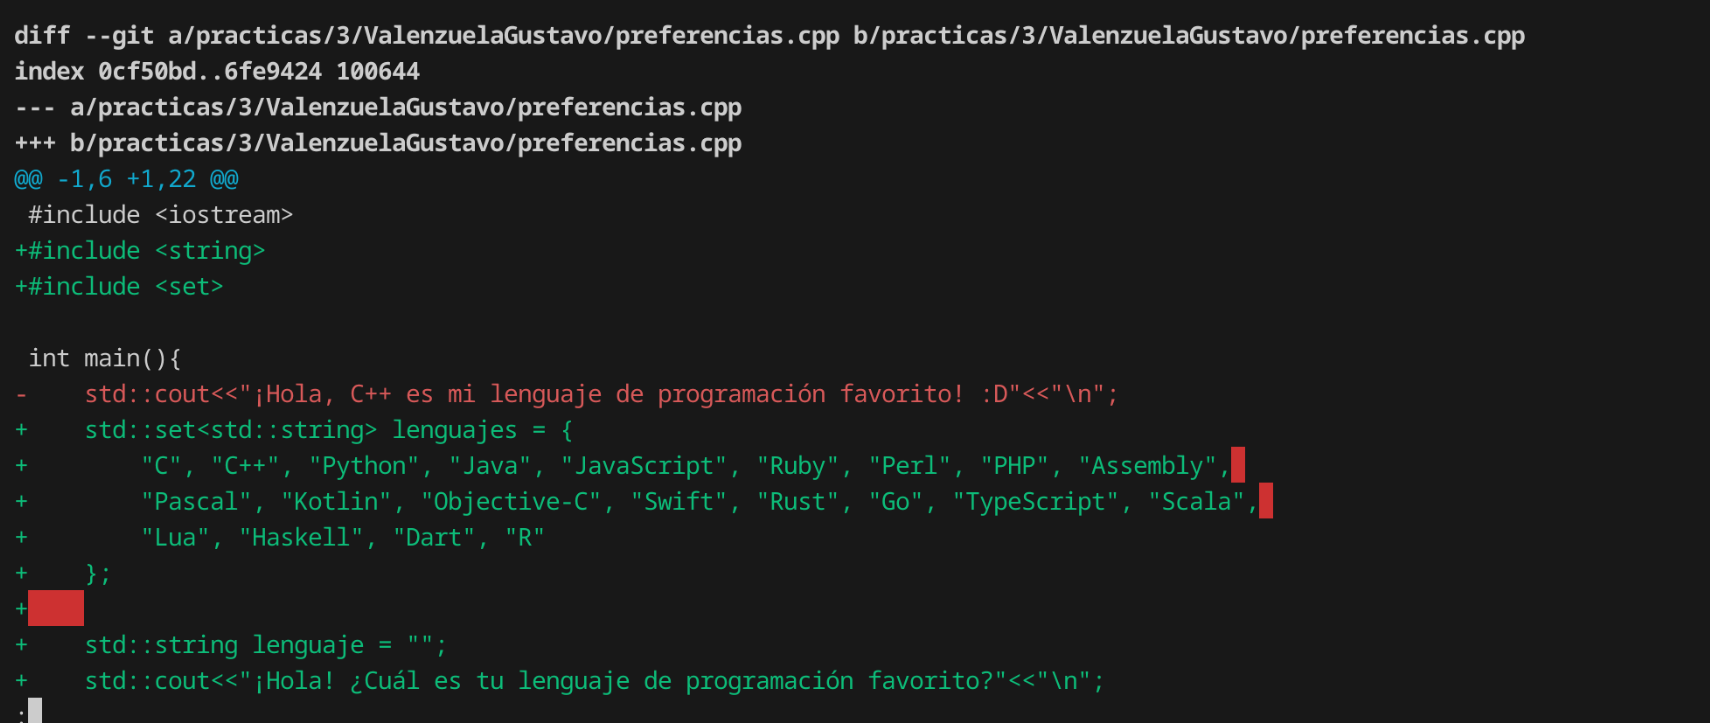 diff --git a/practicas/3/ValenzuelaGustavo/preferencias.cpp b/practicas/3/ValenzuelaGustavo/preferencias.cpp
index 0cf50bd..6fe9424 100644
--- a/practicas/3/ValenzuelaGustavo/preferencias.cpp
+++ b/practicas/3/ValenzuelaGustavo/preferencias.cpp
@@ -1,6 +1,22 @@
 #include <iostream>
+#include <string>
+#include <set>

 int main(){
-    std::cout<<"¡Hola, C++ es mi lenguaje de programación favorito! :D"<<"\n";
+    std::set<std::string> lenguajes = {
+        "C", "C++", "Python", "Java", "JavaScript", "Ruby", "Perl", "PHP", "Assembly",
+        "Pascal", "Kotlin", "Objective-C", "Swift", "Rust", "Go", "TypeScript", "Scala",
+        "Lua", "Haskell", "Dart", "R"
+    };
+
+    std::string lenguaje = "";
+    std::cout<<"¡Hola! ¿Cuál es tu lenguaje de programación favorito?"<<"\n";
: